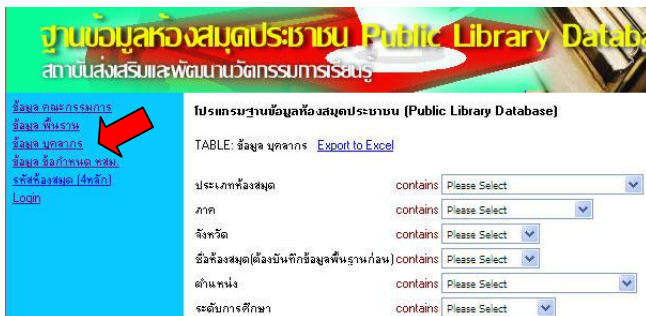 ฐานข้อมูลห้องสมุดประชาชน Public Library Datab
สถาบันส่งเสริมและพัฒนานวัตกรรมการเรียนรู้
ข้อมูล คณะกรรมการ
ข้อมูล พื้นฐาน
ข้อมูล บุคลากร
ข้อมูล ข้อกำหนด ทสม.
รหัสห้องสมุด (4หลัก)
Login
โปรแกรมฐานข้อมูลห้องสมุดประชาชน (Public Library Database)
TABLE: ข้อมูล บุคลากร Export to Excel
ประเภทห้องสมุด contains Please Select
ภาค contains Please Select
จังหวัด contains Please Select
ชื่อห้องสมุด(ต้องบันทึกข้อมูลพื้นฐานก่อน) contains Please Select
ตำแหน่ง contains Please Select
ระดับการศึกษา contains Please Select